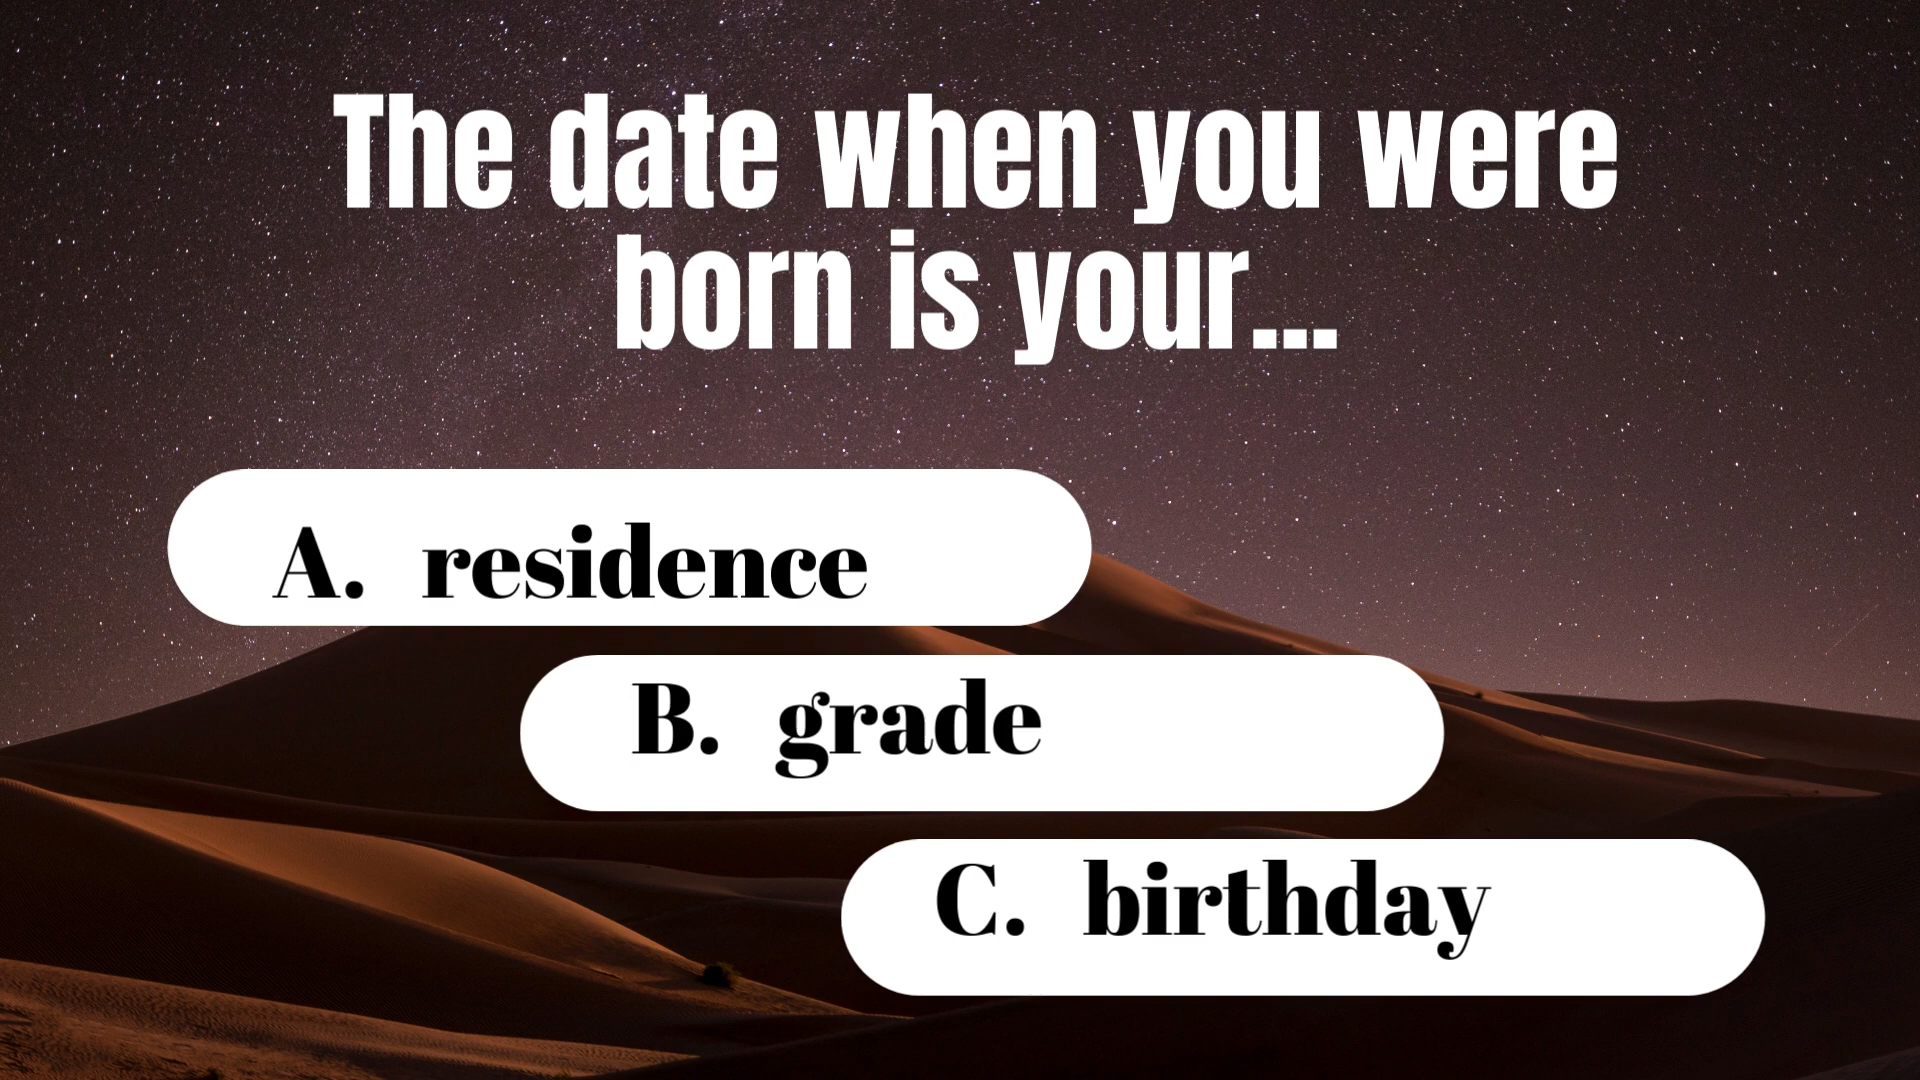 The date when you were
born is your...
A. residence
B. grade
C. birthday